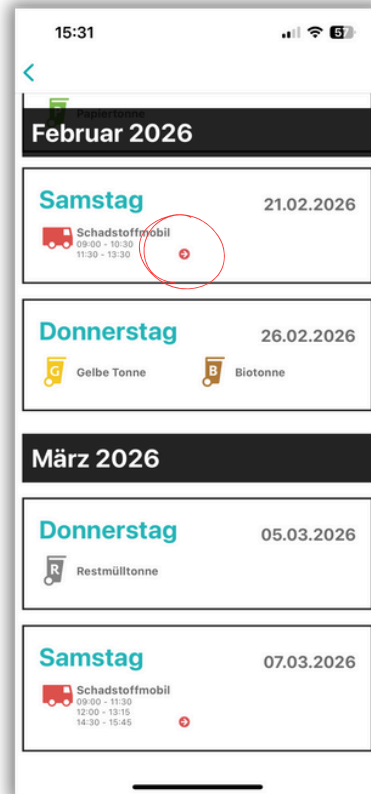 15:31
57
Papiertonne
Februar 2026
Samstag
21.02.2026
Schadstoffmobil
09:00 - 10:30
11:30 - 13:30
Donnerstag
26.02.2026
G
Gelbe Tonne
B
Biotonne
März 2026
Donnerstag
05.03.2026
R
Restmülltonne
Samstag
07.03.2026
Schadstoffmobil
09:00 - 11:30
12:00 - 13:15
14:30 - 15:45